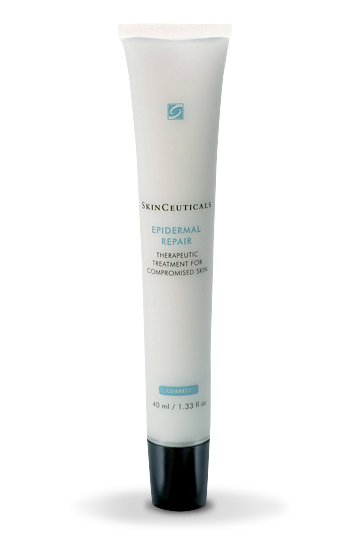 SKINCEUTICALS
EPIDERMAL
REPAIR
THERAPEUTIC
TREATMENT FOR
COMPROMISED SKIN
CORRECT
40 ml / 1.33 fl oz